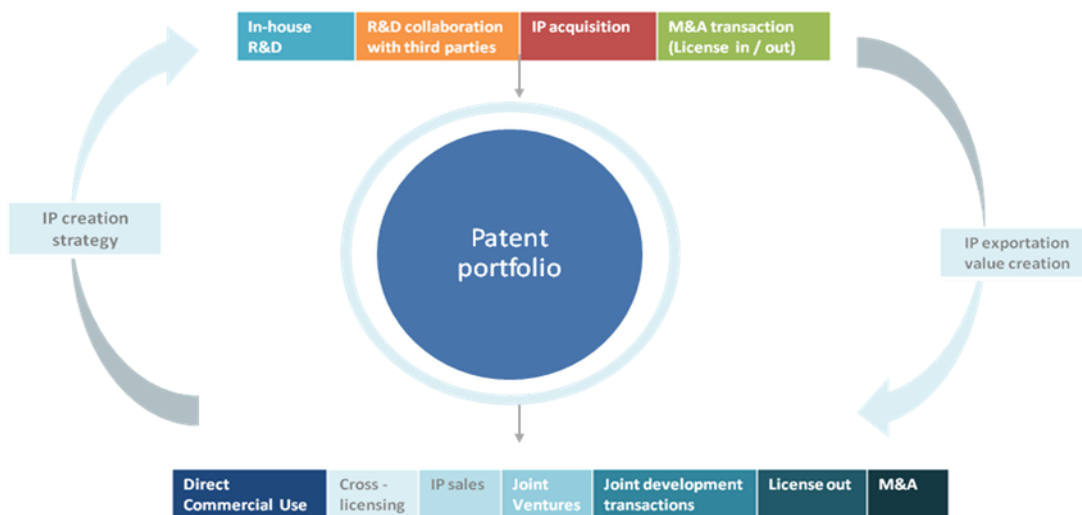 In-house
R&D
R&D collaboration
with third parties
IP acquisition
M&A transaction
(License in / out)
IP creation
strategy
Patent
portfolio
IP exportation
value creation
Direct
Commercial Use
Cross -
licensing
IP sales
Joint
Ventures
Joint development
transactions
License out
M&A